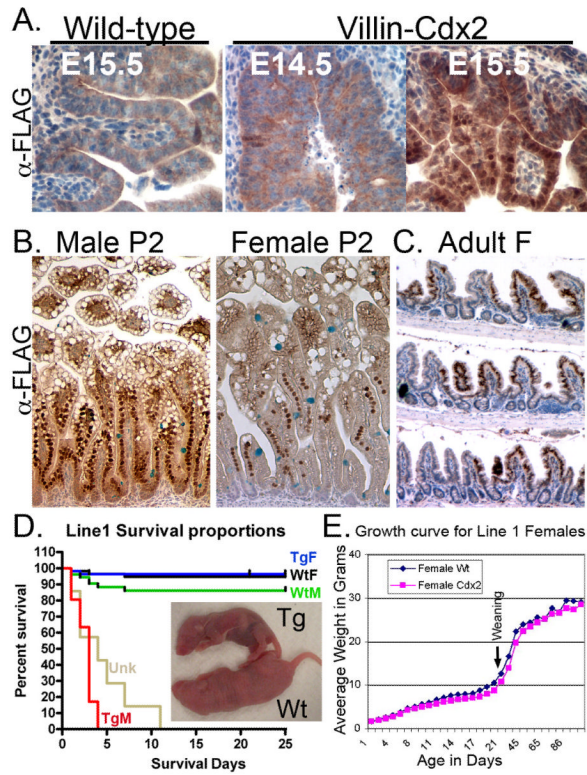 A.
Wild-type
Villin-Cdx2
E15.5
E14.5
E15.5
α-FLAG
B.
Male P2
Female P2
C.
Adult F
α-FLAG
D.
Line1 Survival proportions
Percent survival
110
100
90
80
70
60
50
40
30
20
10
0
TgF
WtF
WtM
Unk
TgM
Tg
Wt
0
5
10
15
20
25
Survival Days
E.
Growth curve for Line 1 Females
Aveerage Weight in Grams
40
30
20
10
0
Female Wt
Female Cdx2
Weaning
1
4
8
11
14
17
21
45
65
86
Age in Days